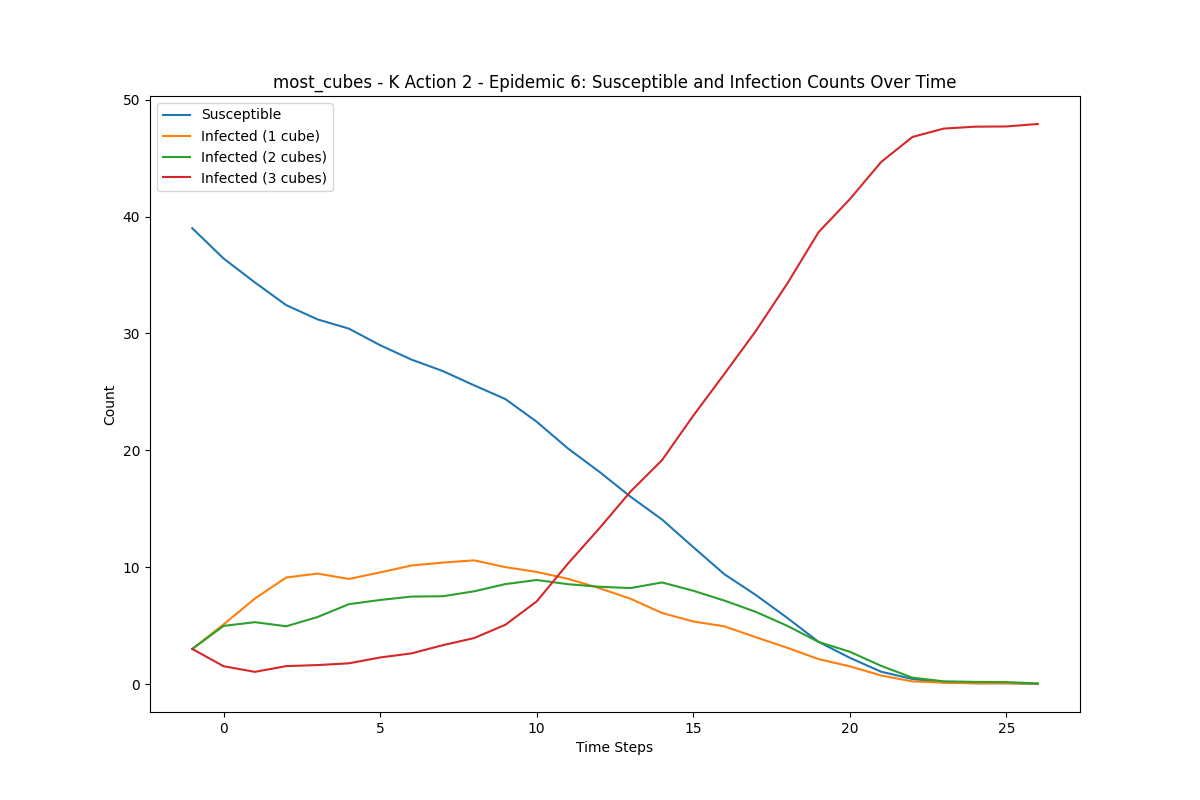 most_cubes - K Action 2 - Epidemic 6: Susceptible and Infection Counts Over Time
Susceptible
Infected (1 cube)
Infected (2 cubes)
Infected (3 cubes)
50
40
30
20
10
0
Count
0 5 10 15 20 25
Time Steps